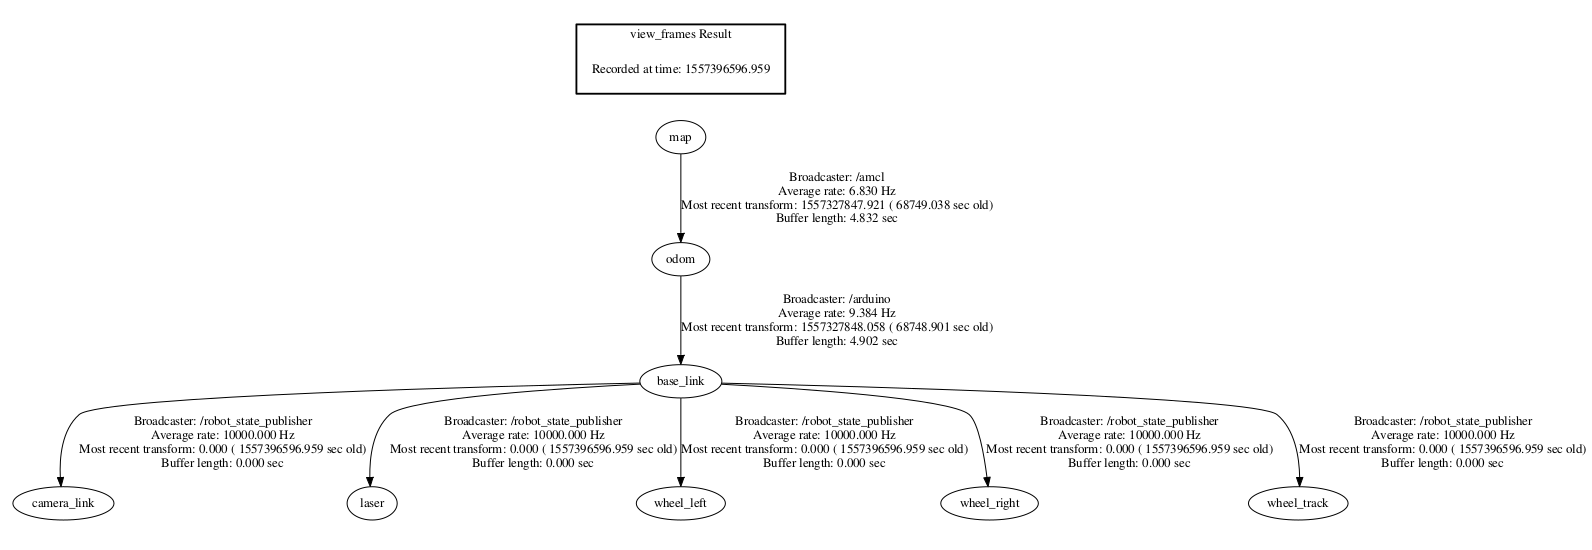 view_frames Result
Recorded at time: 1557396596.959
map
Broadcaster: /amcl
Average rate: 6.830 Hz
Most recent transform: 1557327847.921 ( 68749.038 sec old)
Buffer length: 4.832 sec
odom
Broadcaster: /arduino
Average rate: 9.384 Hz
Most recent transform: 1557327848.058 ( 68748.901 sec old)
Buffer length: 4.902 sec
base_link
Broadcaster: /robot_state_publisher
Average rate: 10000.000 Hz
Most recent transform: 0.000 ( 1557396596.959 sec old)
Buffer length: 0.000 sec
Broadcaster: /robot_state_publisher
Average rate: 10000.000 Hz
Most recent transform: 0.000 ( 1557396596.959 sec old)
Buffer length: 0.000 sec
Broadcaster: /robot_state_publisher
Average rate: 10000.000 Hz
Most recent transform: 0.000 ( 1557396596.959 sec old)
Buffer length: 0.000 sec
Broadcaster: /robot_state_publisher
Average rate: 10000.000 Hz
Most recent transform: 0.000 ( 1557396596.959 sec old)
Buffer length: 0.000 sec
Broadcaster: /robot_state_publisher
Average rate: 10000.000 Hz
Most recent transform: 0.000 ( 1557396596.959 sec old)
Buffer length: 0.000 sec
camera_link
laser
wheel_left
wheel_right
wheel_track